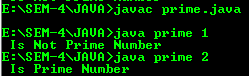 E:\SEM-4\JAVA>javac prime.java
E:\SEM-4\JAVA>java prime 1
Is Not Prime Number
E:\SEM-4\JAVA>java prime 2
Is Prime Number